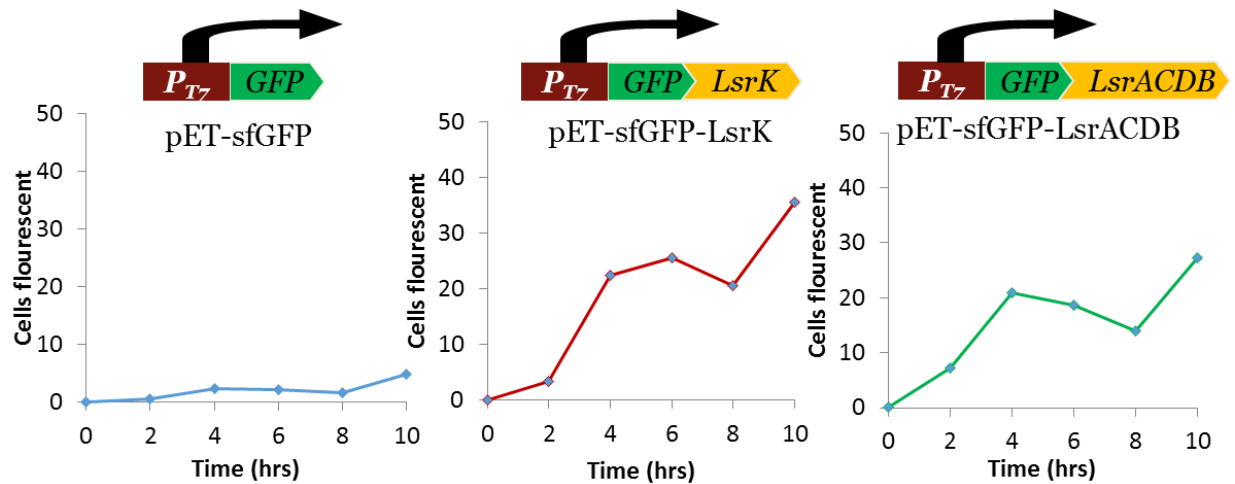 P_T7 GFP
pET-sfGFP
50
40
30
20
10
0
Cells flourescent
0 2 4 6 8 10
Time (hrs)
P_T7 GFP LsrK
pET-sfGFP-LsrK
50
40
30
20
10
0
Cells flourescent
0 2 4 6 8 10
Time (hrs)
P_T7 GFP LsrACDB
pET-sfGFP-LsrACDB
50
40
30
20
10
0
Cells flourescent
0 2 4 6 8 10
Time (hrs)